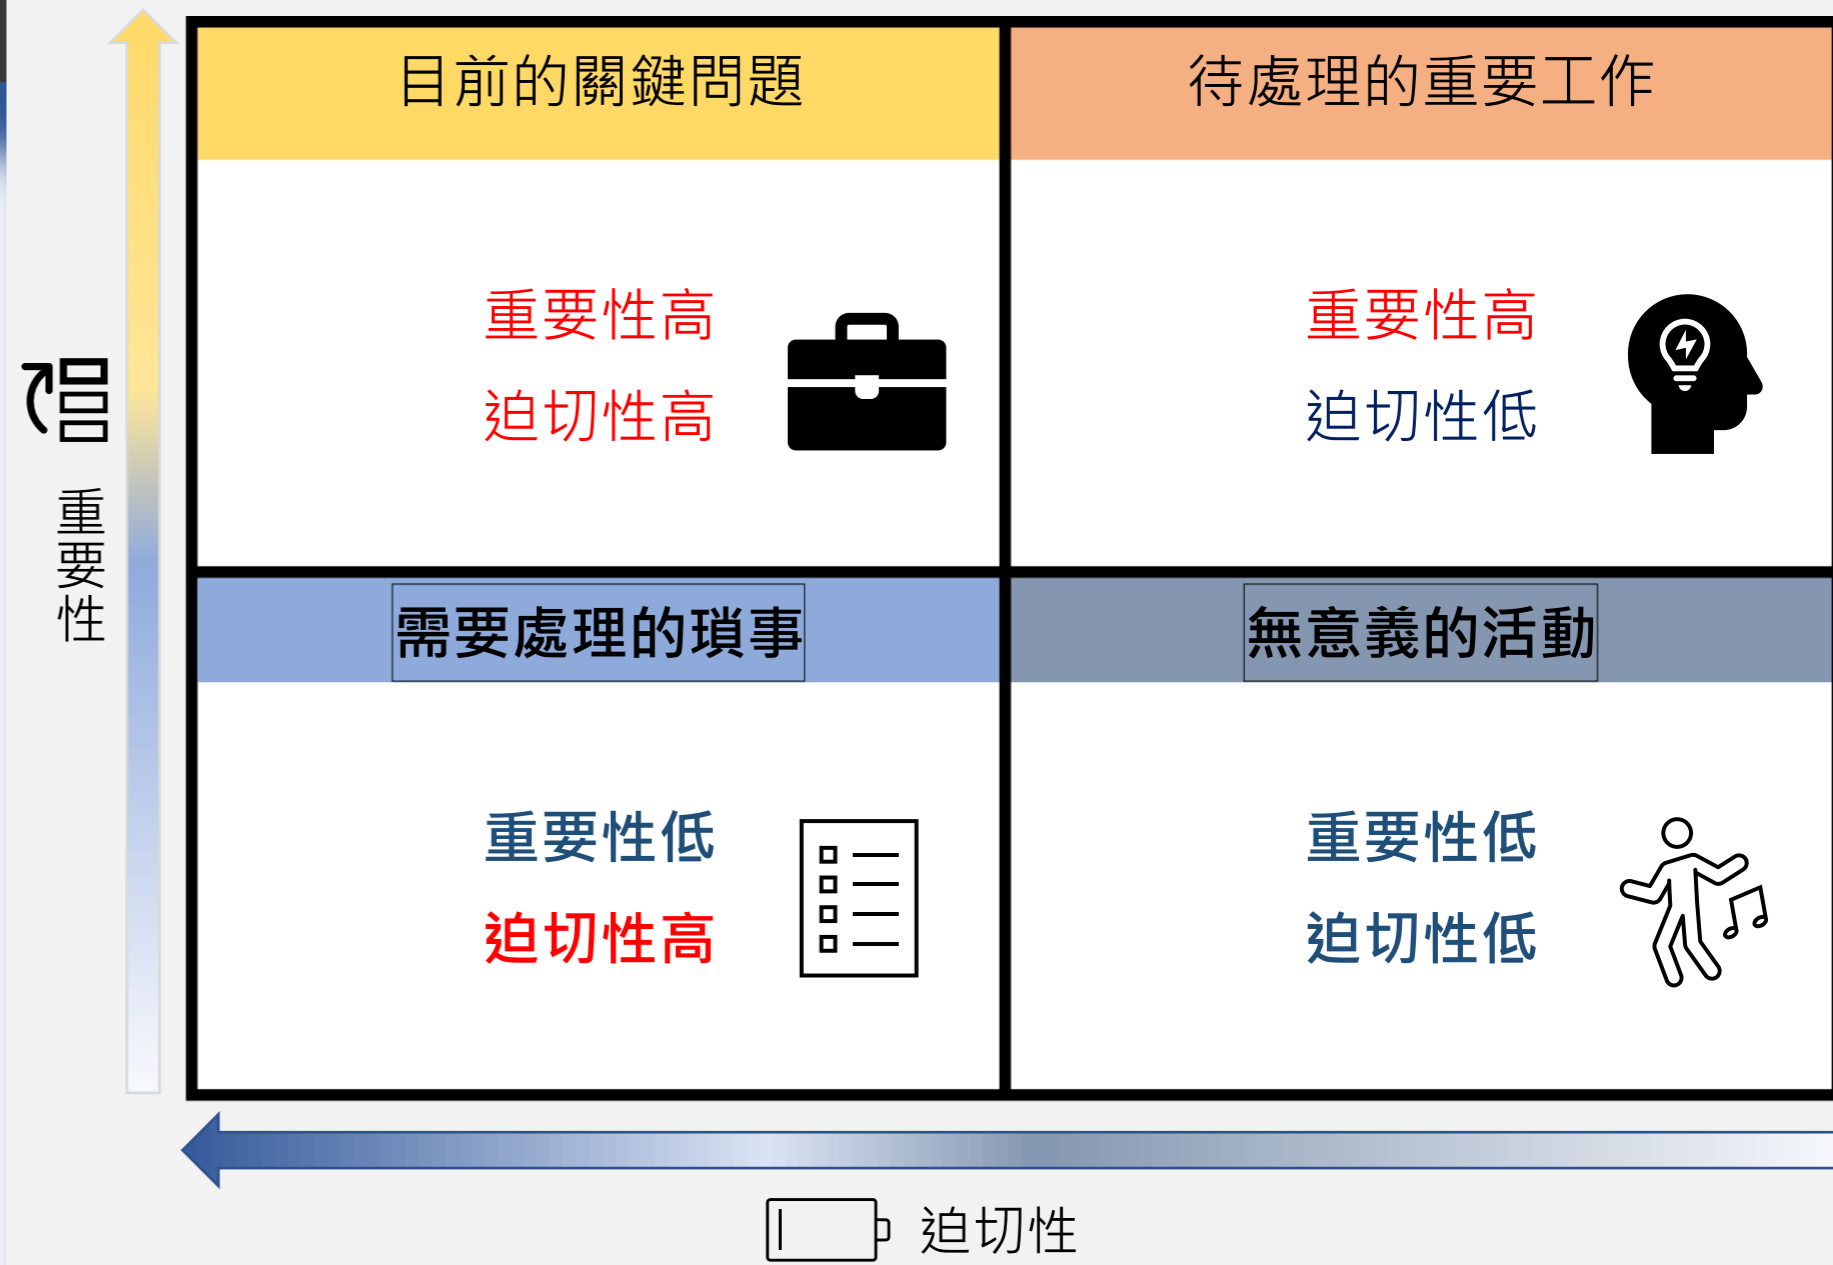 目前的關鍵問題
待處理的重要工作
重要性高
迫切性高
重要性高
迫切性低
重要性
需要處理的瑣事
無意義的活動
重要性低
迫切性高
重要性低
迫切性低
迫切性